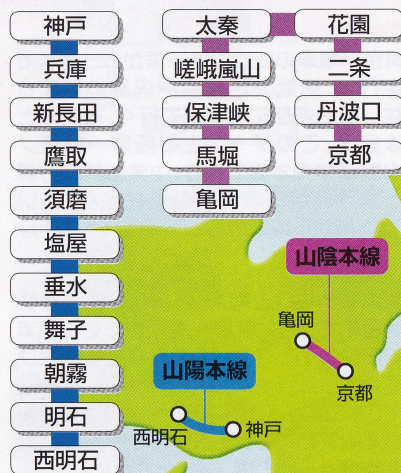 神戸
兵庫
新長田
鷹取
須磨
塩屋
垂水
舞子
朝霧
明石
西明石
太秦
嵯峨嵐山
保津峡
馬堀
亀岡
花園
二条
丹波口
京都
山陰本線
亀岡
京都
山陽本線
西明石
神戸